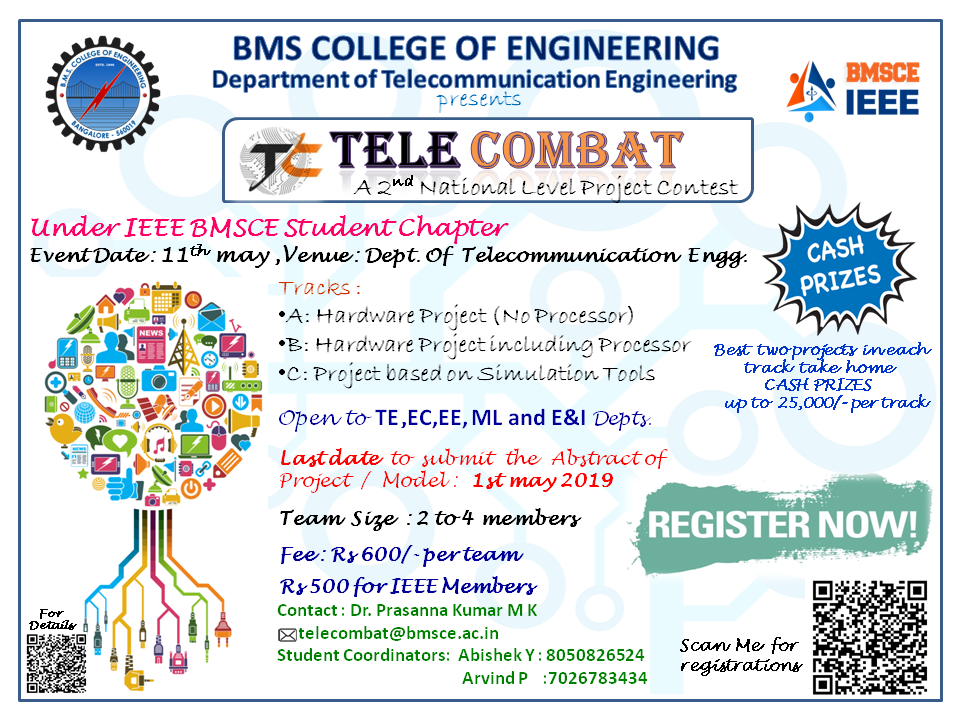 BMS COLLEGE OF ENGINEERING
Department of Telecommunication Engineering
presents
B.M.S. COLLEGE OF ENGINEERING
BANGALORE - 560019
BMSCE
IEEE
TC TELE COMBAT
A 2nd National Level Project Contest
Under IEEE BMSCE Student Chapter
Event Date : 11th may ,Venue : Dept. Of Telecommunication Engg.
CASH
PRIZES
Tracks :
•A: Hardware Project (No Processor)
•B: Hardware Project including Processor
•C: Project based on Simulation Tools
Best two projects in each
track take home
CASH PRIZES
up to 25,000/- per track
NEWS
Open to TE ,EC,EE, ML and E&I Depts.
Last date to submit the Abstract of
Project / Model : 1st may 2019
REGISTER NOW!
Team Size : 2 to 4 members
Fee : Rs 600/- per team
Rs 500 for IEEE Members
Contact : Dr. Prasanna Kumar M K
telecombat@bmsce.ac.in
Student Coordinators: Abishek Y : 8050826524
Arvind P :7026783434
For
Details
Scan Me for
registrations